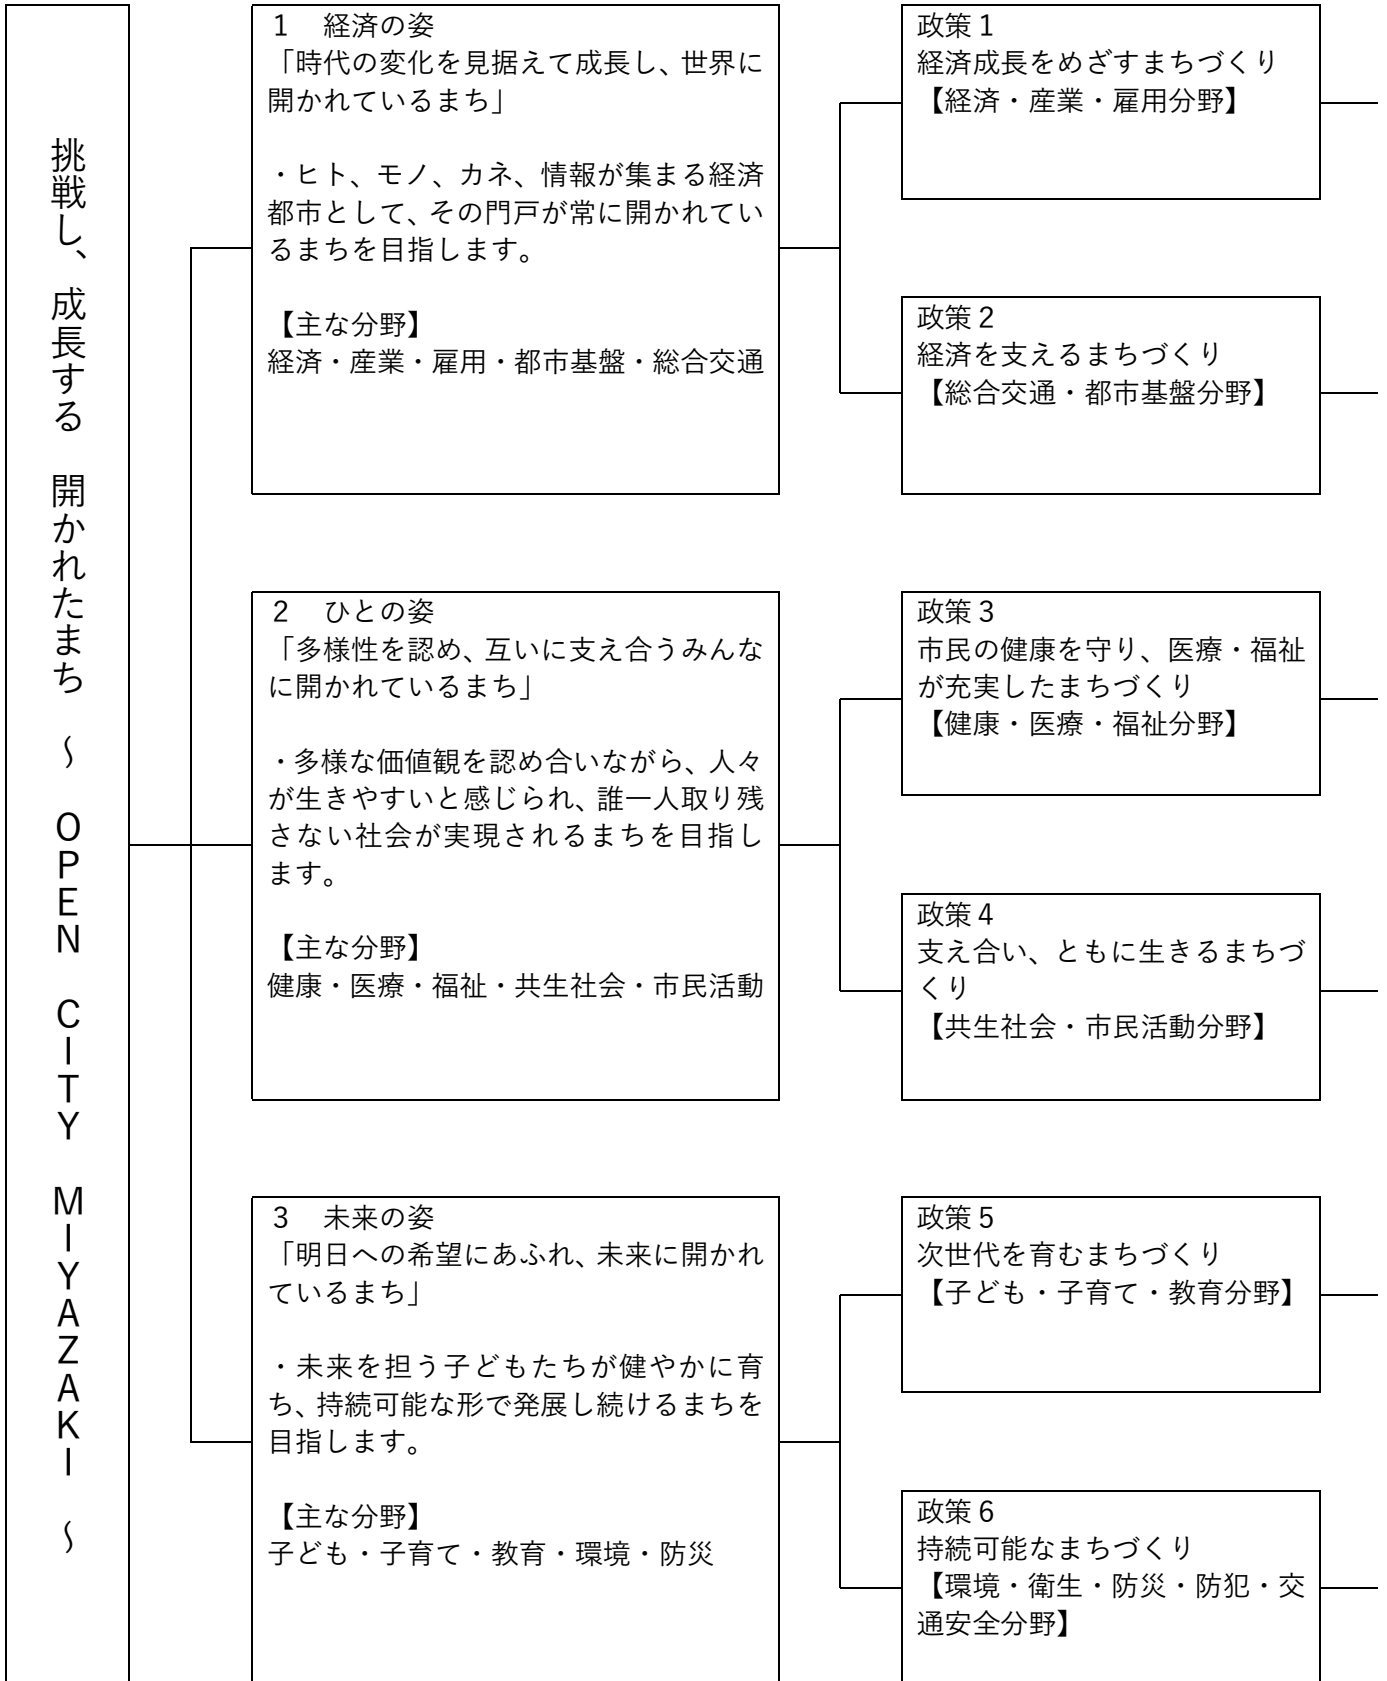 挑戦し、成長する　開かれたまち　～　ＯＰＥＮ　ＣＩＴＹ　ＭＩＹＡＺＡＫＩ　～
１　経済の姿
「時代の変化を見据えて成長し、世界に
開かれているまち」
・ヒト、モノ、カネ、情報が集まる経済
都市として、その門戸が常に開かれてい
るまちを目指します。
【主な分野】
経済・産業・雇用・都市基盤・総合交通
政策１
経済成長をめざすまちづくり
【経済・産業・雇用分野】
政策２
経済を支えるまちづくり
【総合交通・都市基盤分野】
２　ひとの姿
「多様性を認め、互いに支え合うみんな
に開かれているまち」
・多様な価値観を認め合いながら、人々
が生きやすいと感じられ、誰一人取り残
さない社会が実現されるまちを目指し
ます。
【主な分野】
健康・医療・福祉・共生社会・市民活動
政策３
市民の健康を守り、医療・福祉
が充実したまちづくり
【健康・医療・福祉分野】
政策４
支え合い、ともに生きるまちづ
くり
【共生社会・市民活動分野】
３　未来の姿
「明日への希望にあふれ、未来に開かれ
ているまち」
・未来を担う子どもたちが健やかに育
ち、持続可能な形で発展し続けるまちを
目指します。
【主な分野】
子ども・子育て・教育・環境・防災
政策５
次世代を育むまちづくり
【子ども・子育て・教育分野】
政策６
持続可能なまちづくり
【環境・衛生・防災・防犯・交
通安全分野】